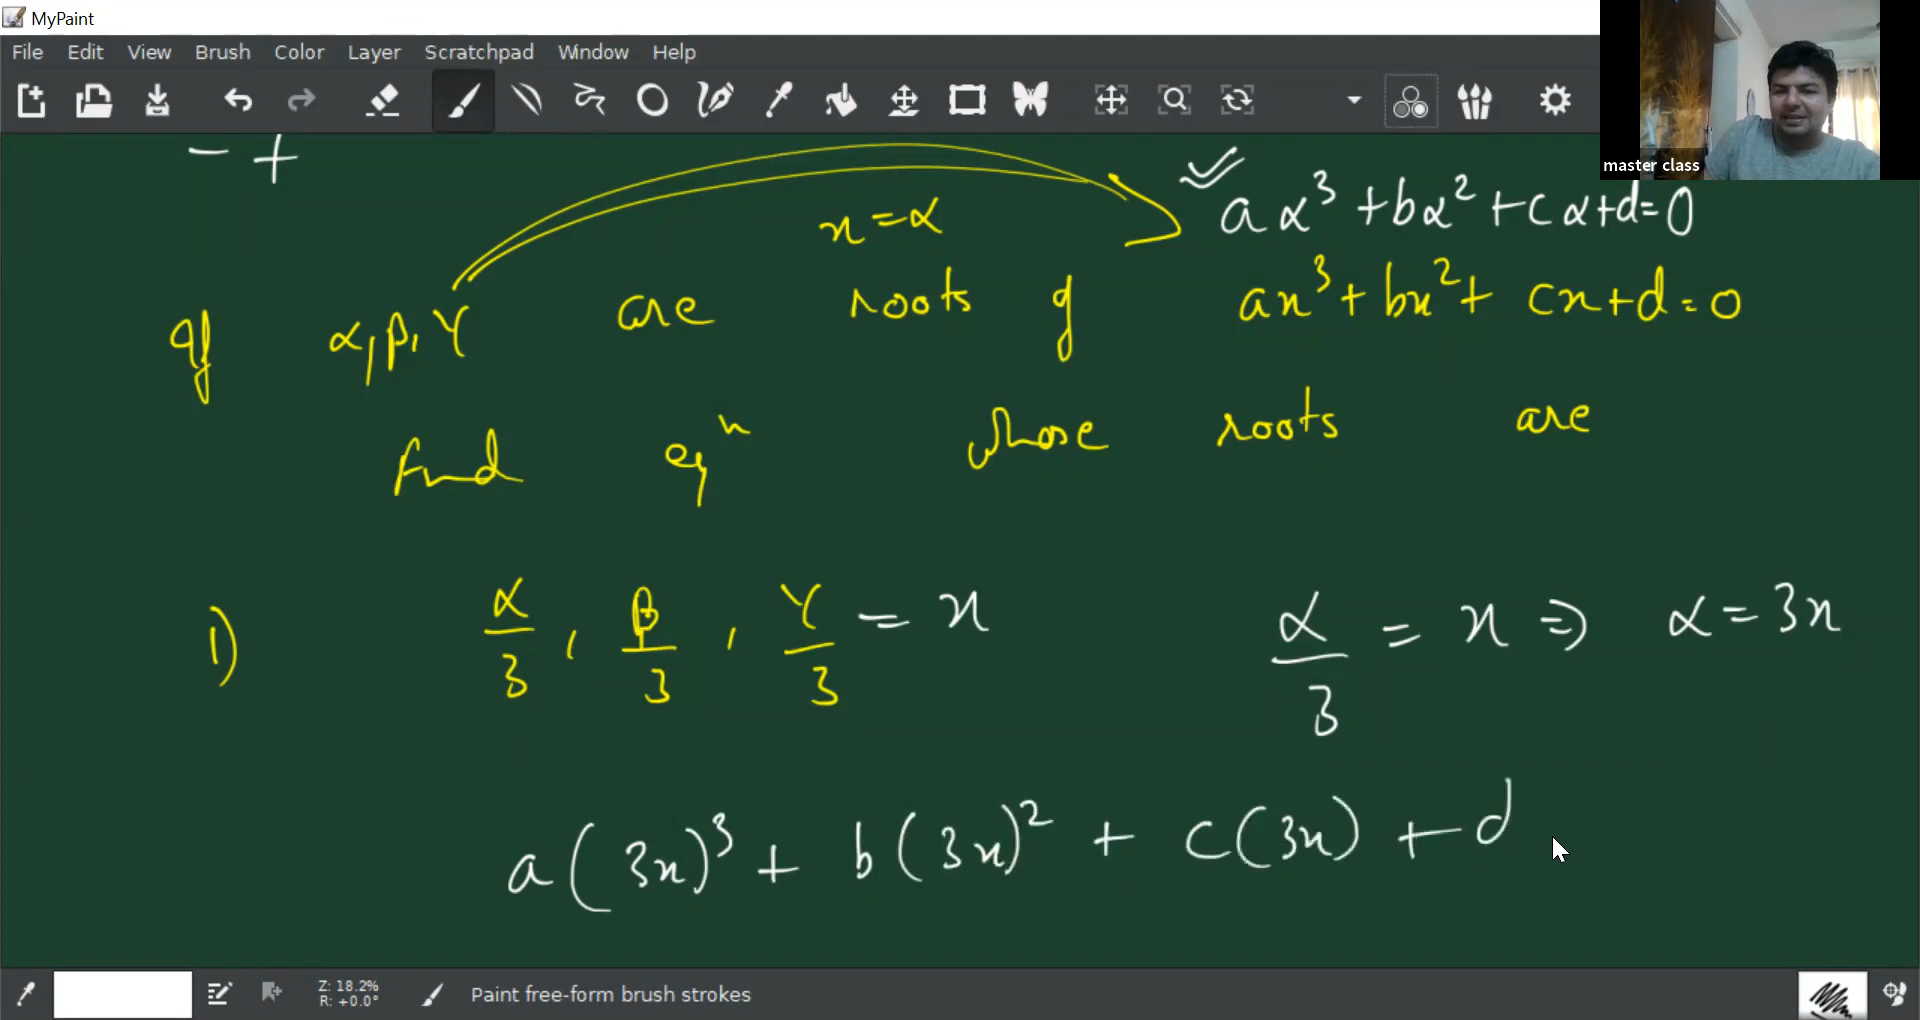 MyPaint
File Edit View Brush Color Layer Scratchpad Window Help
master class
− +
x = α
aα³ + bα² + cα + d = 0
If α, β, γ are roots of ax³ + bx² + cx + d = 0
Find eqⁿ whose roots are
1) α/3 , β/3 , γ/3 = x
α/3 = x ⇒ α = 3x
a(3x)³ + b(3x)² + c(3x) + d
Z: 18.2%
R: +0.0°
Paint free-form brush strokes